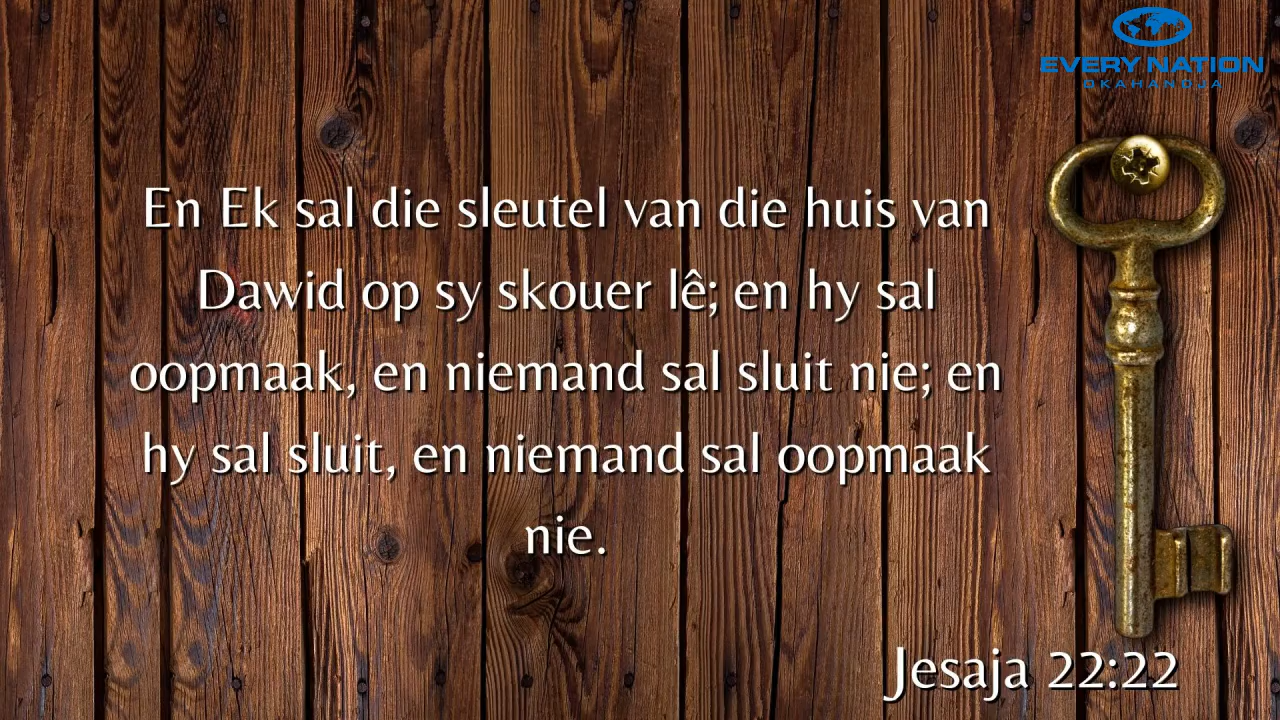 EVERY NATION
OKAHANDJA
En Ek sal die sleutel van die huis van
Dawid op sy skouer lê; en hy sal
oopmaak, en niemand sal sluit nie; en
hy sal sluit, en niemand sal oopmaak
nie.
Jesaja 22:22